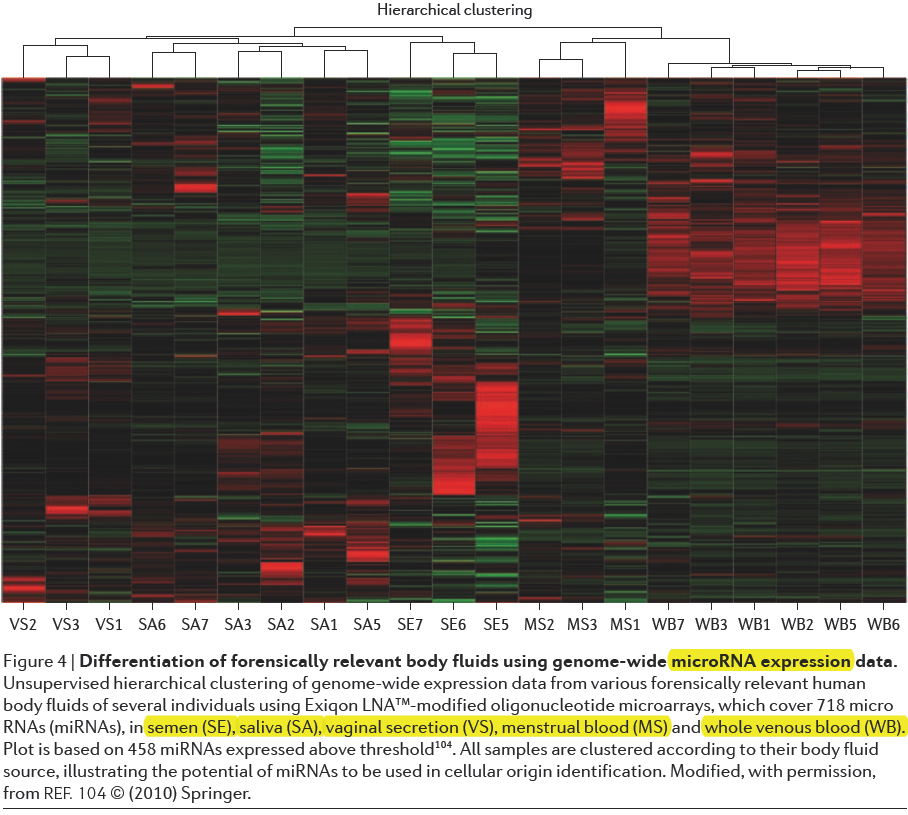 Hierarchical clustering
VS2 VS3 VS1 SA6 SA7 SA3 SA2 SA1 SA5 SE7 SE6 SE5 MS2 MS3 MS1 WB7 WB3 WB1 WB2 WB5 WB6
Figure 4 | Differentiation of forensically relevant body fluids using genome-wide microRNA expression data.
Unsupervised hierarchical clustering of genome-wide expression data from various forensically relevant human
body fluids of several individuals using Exiqon LNA™-modified oligonucleotide microarrays, which cover 718 micro
RNAs (miRNAs), in semen (SE), saliva (SA), vaginal secretion (VS), menstrual blood (MS) and whole venous blood (WB).
Plot is based on 458 miRNAs expressed above threshold¹⁰⁴. All samples are clustered according to their body fluid
source, illustrating the potential of miRNAs to be used in cellular origin identification. Modified, with permission,
from REF. 104 © (2010) Springer.